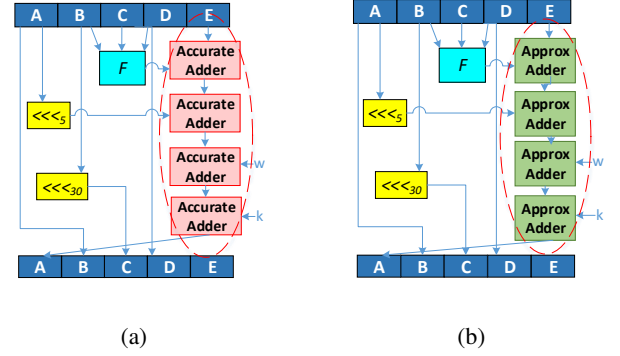 A B C D E
F
Accurate Adder
<<<5
Accurate Adder
Accurate Adder
w
<<<30
Accurate Adder
k
A B C D E
(a)
A B C D E
F
Approx Adder
<<<5
Approx Adder
Approx Adder
w
<<<30
Approx Adder
k
A B C D E
(b)